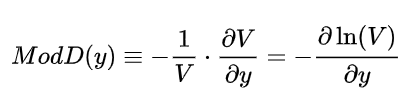 ModD(y) ≡ − 1/V · ∂V/∂y = − ∂ ln(V)/∂y